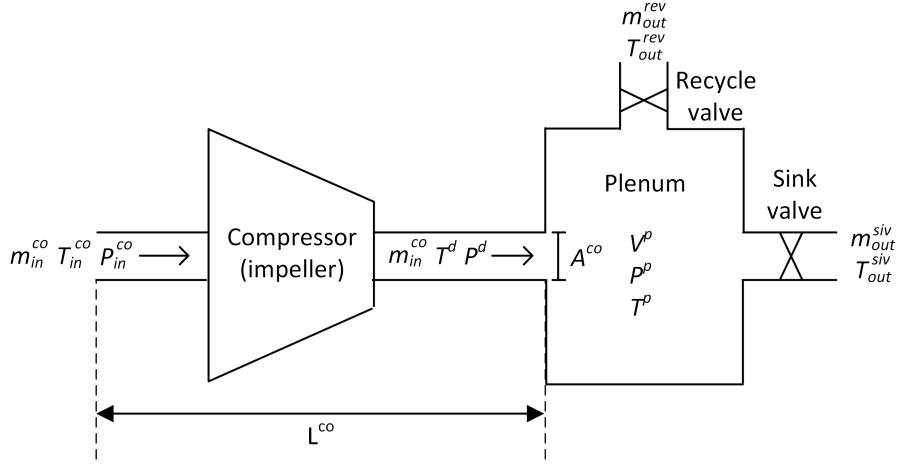 m_out^rev
T_out^rev
Recycle
valve
Plenum
Sink
valve
Compressor
(impeller)
m_in^co T_in^co P_in^co
m_in^co T^d P^d
A^co
V^p
P^p
T^p
m_out^siv
T_out^siv
L^co